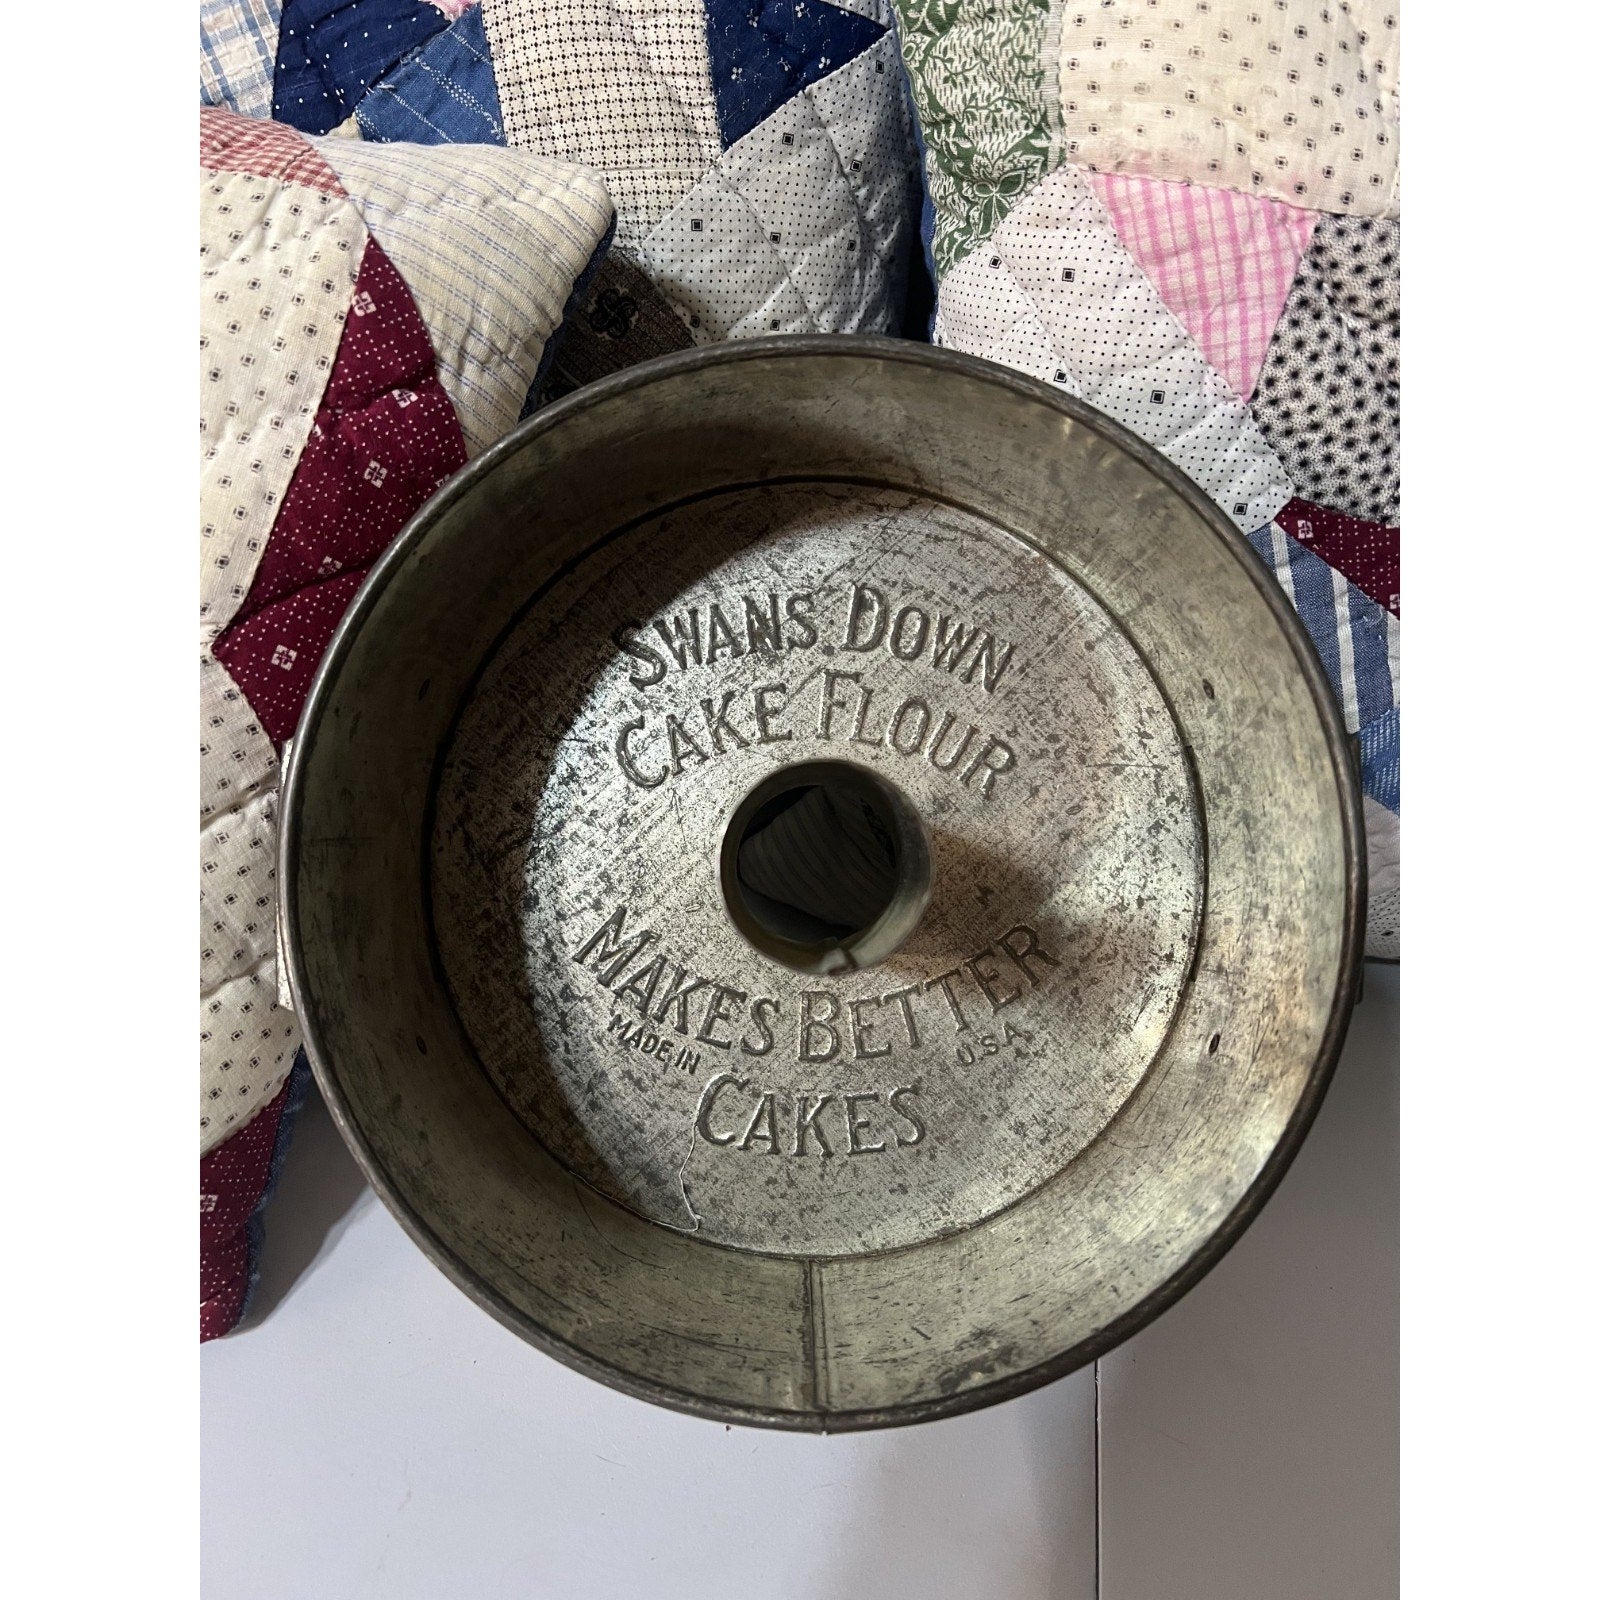 SWANS DOWN
CAKE FLOUR
MAKES BETTER
MADE IN U.S.A.
CAKES